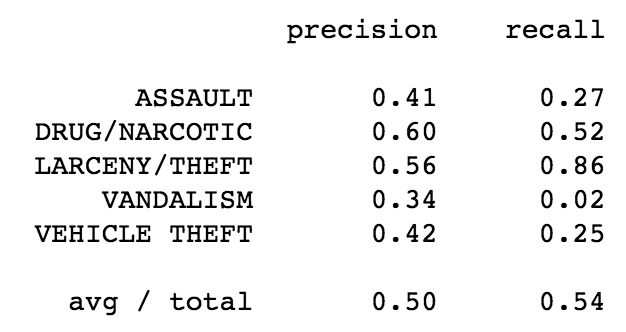 precision recall
ASSAULT 0.41 0.27
DRUG/NARCOTIC 0.60 0.52
LARCENY/THEFT 0.56 0.86
VANDALISM 0.34 0.02
VEHICLE THEFT 0.42 0.25
avg / total 0.50 0.54